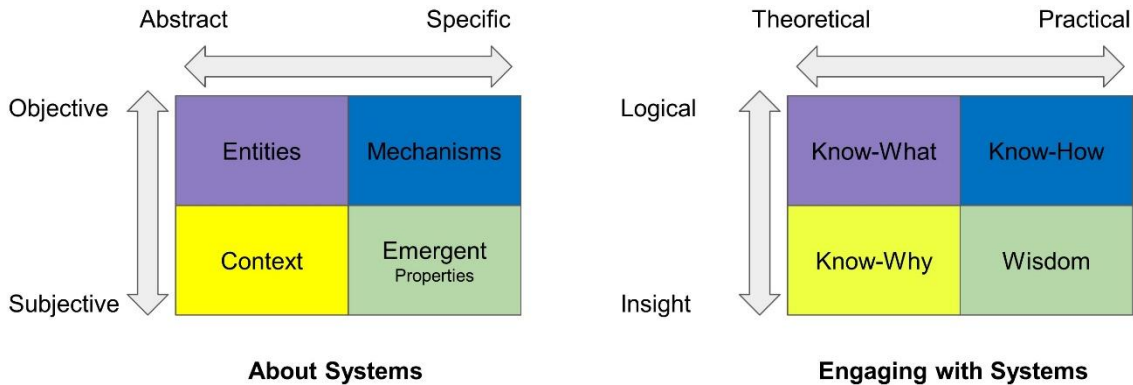 Abstract Specific
Theoretical Practical
Objective
Logical
Entities Mechanisms
Know-What Know-How
Context Emergent
Properties
Know-Why Wisdom
Subjective
Insight
About Systems
Engaging with Systems